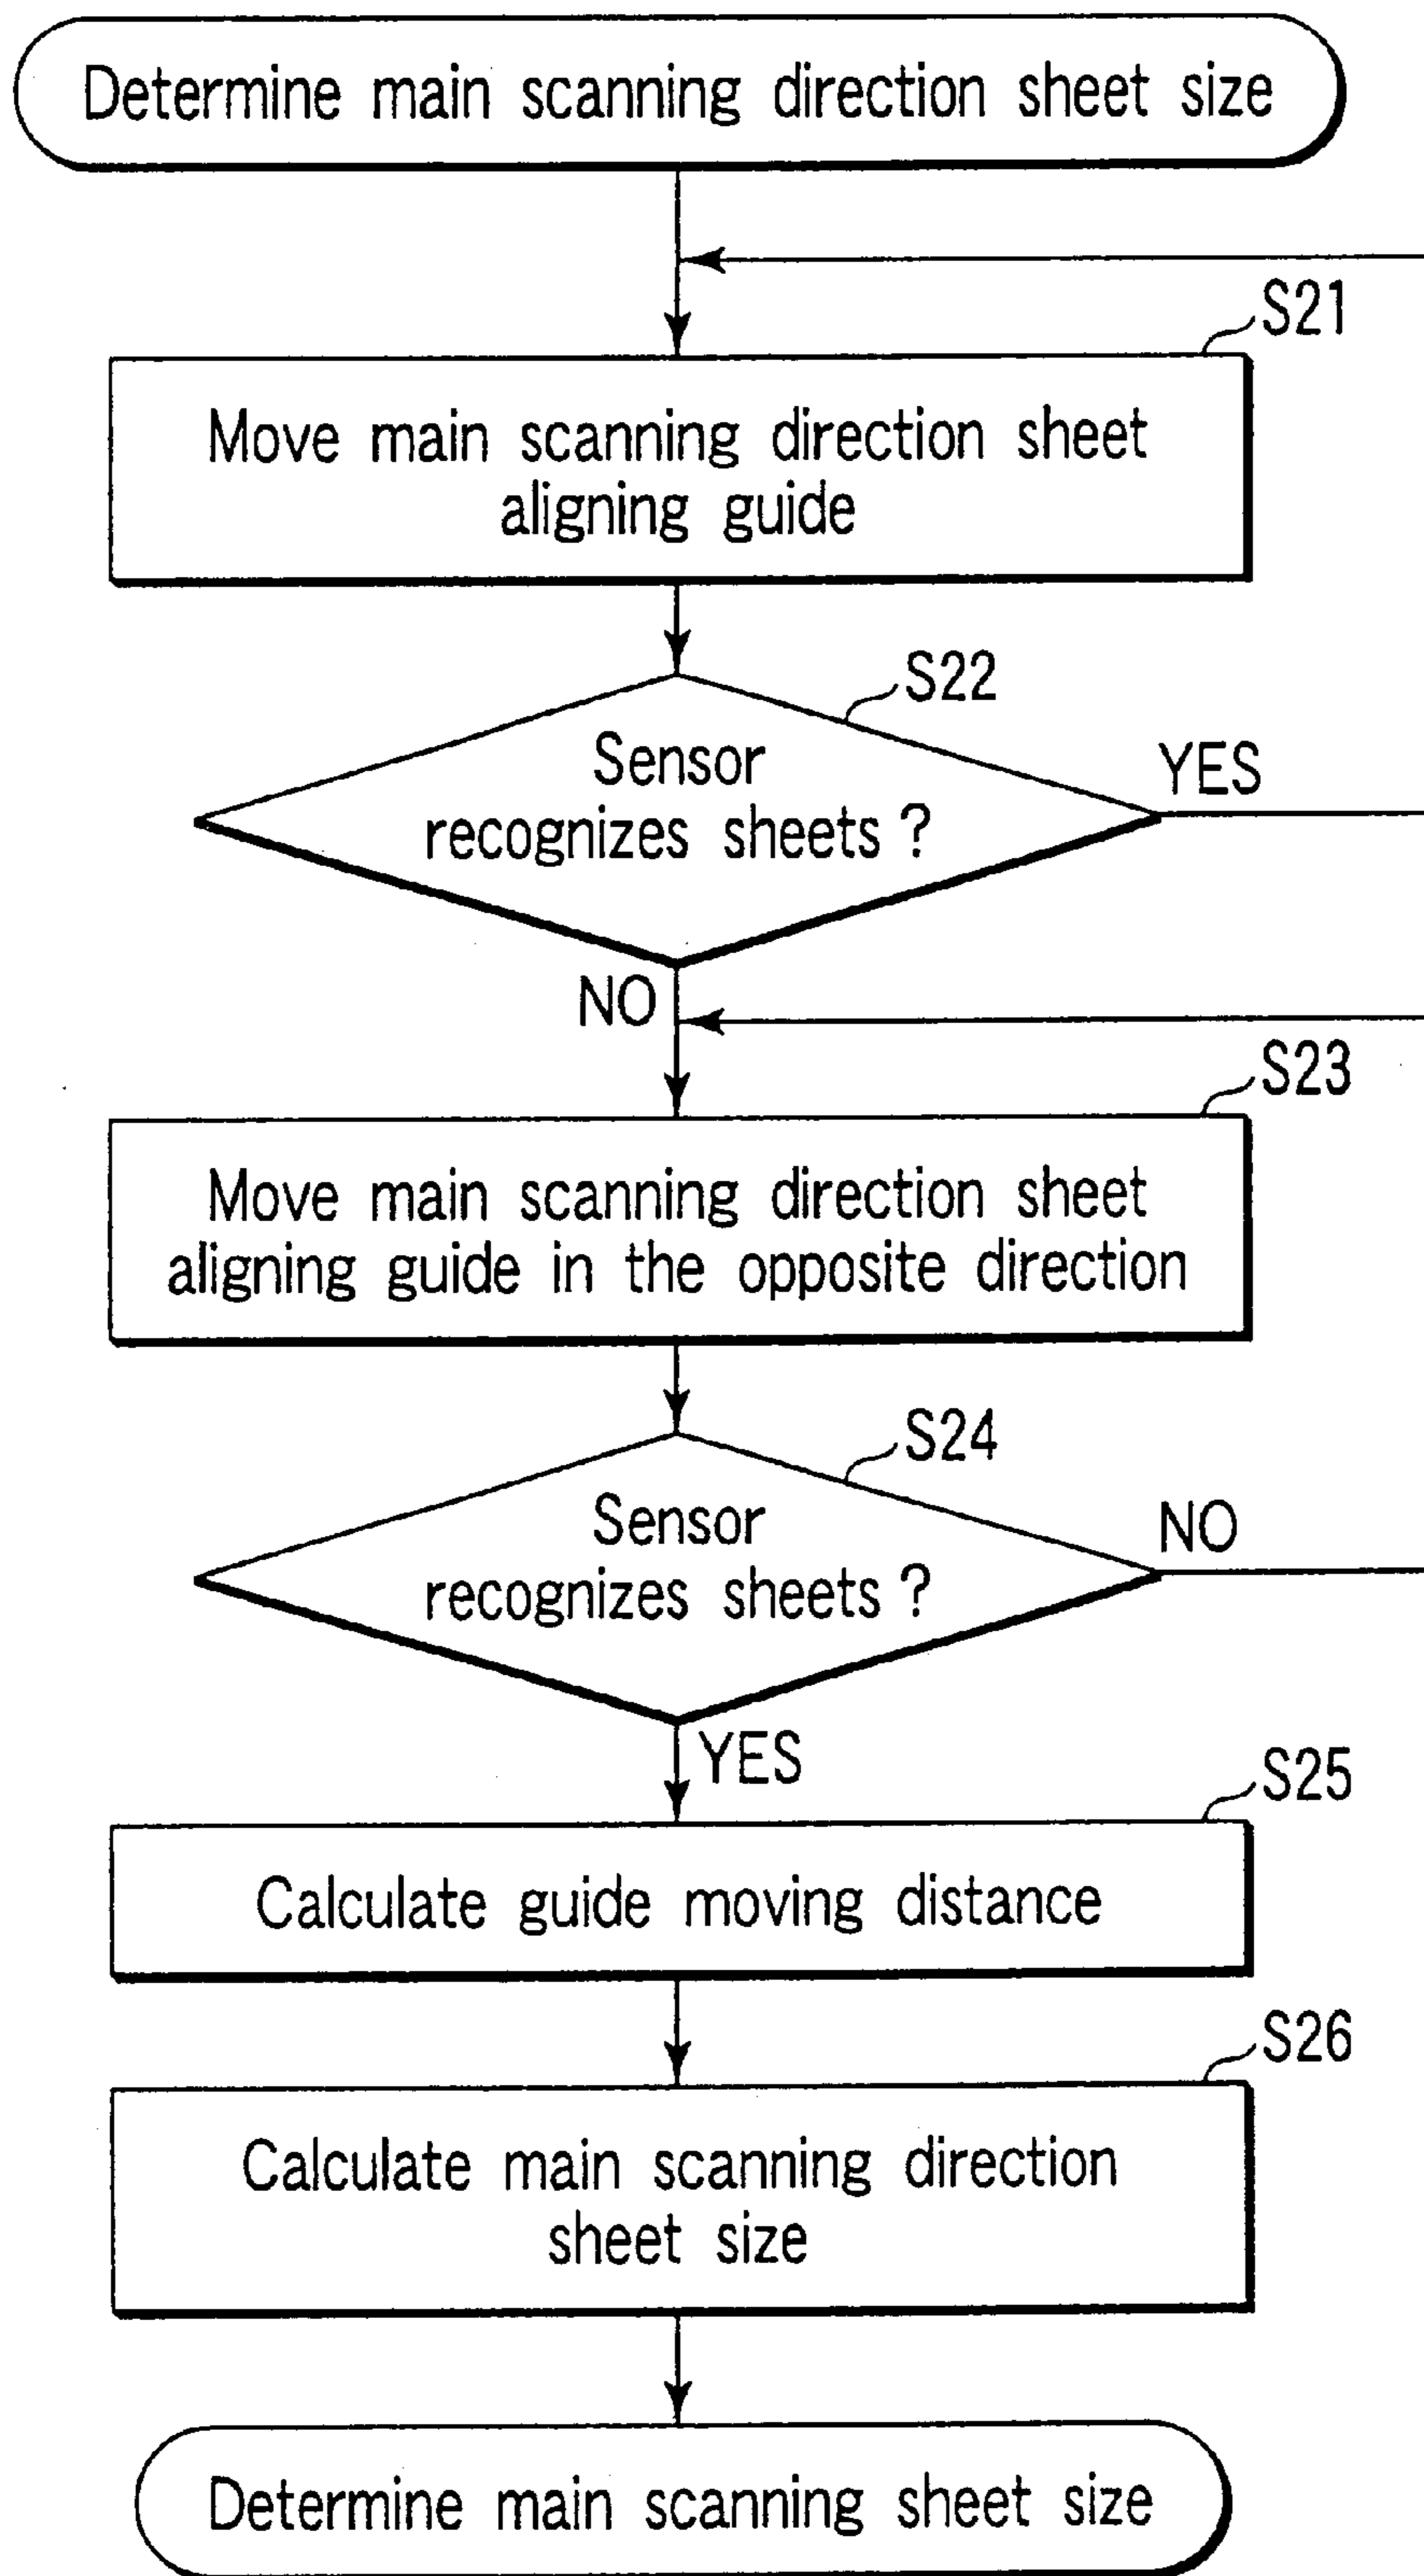 Determine main scanning direction sheet size
S21
Move main scanning direction sheet
aligning guide
S22
Sensor
recognizes sheets ?
YES
NO
S23
Move main scanning direction sheet
aligning guide in the opposite direction
S24
Sensor
recognizes sheets ?
NO
YES
S25
Calculate guide moving distance
S26
Calculate main scanning direction
sheet size
Determine main scanning sheet size